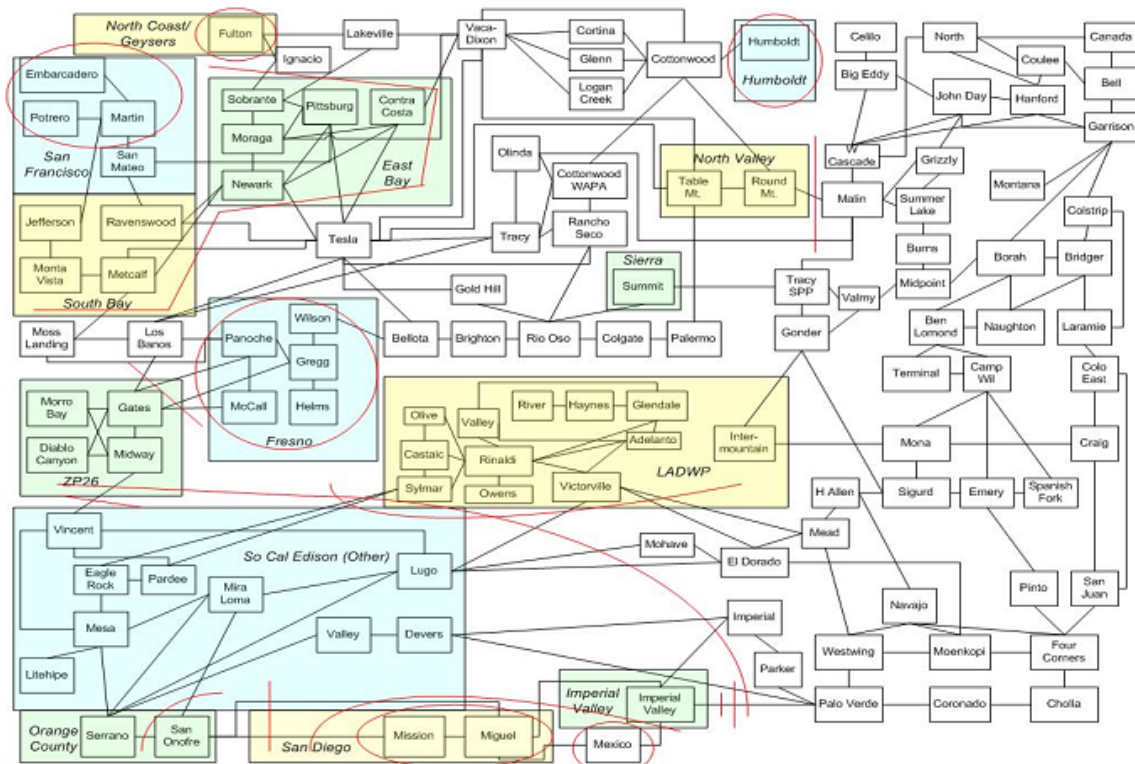 North Coast/
Geysers
Fulton
Ignacio
Lakeville
Vaca-
Dixon
Cortina
Glenn
Logan
Creek
Cottonwood
Humboldt
Humboldt
Celilo
Big Eddy
North
Coulee
Canada
Bell
John Day
Hanford
Garrison
Embarcadero
Potrero
Martin
San
Francisco
San
Mateo
Sobrante
Pittsburg
Contra
Costa
Moraga
Newark
East
Bay
Olinda
Cottonwood
WAPA
Rancho
Seco
Tracy
Tesla
North Valley
Table
Mt.
Round
Mt.
Cascade
Malin
Grizzly
Summer
Lake
Burns
Midpoint
Montana
Colstrip
Borah
Bridger
Jefferson
Ravenswood
Monta
Vista
Metcalf
South Bay
Sierra
Summit
Gold Hill
Tracy
SPP
Valmy
Gonder
Ben
Lomond
Naughton
Laramie
Moss
Landing
Los
Banos
Panoche
Wilson
Gregg
McCall
Helms
Fresno
Bellota
Brighton
Rio Oso
Colgate
Palermo
Terminal
Camp
Wil
Colo
East
Morro
Bay
Gates
Diablo
Canyon
Midway
ZP26
Olive
Valley
River
Haynes
Glendale
Castaic
Rinaldi
Adelanto
Sylmar
Owens
Victorville
LADWP
Inter-
mountain
Mona
Craig
H Allen
Sigurd
Emery
Spanish
Fork
Vincent
So Cal Edison (Other)
Eagle
Rock
Pardee
Mira
Loma
Lugo
Mohave
El Dorado
Mead
Mesa
Valley
Devers
Litehipe
Imperial
Parker
Navajo
Pinto
San
Juan
Westwing
Moenkopi
Four
Corners
Imperial
Valley
Imperial
Valley
Palo Verde
Coronado
Cholla
Orange
County
Serrano
San
Onofre
San Diego
Mission
Miguel
Mexico